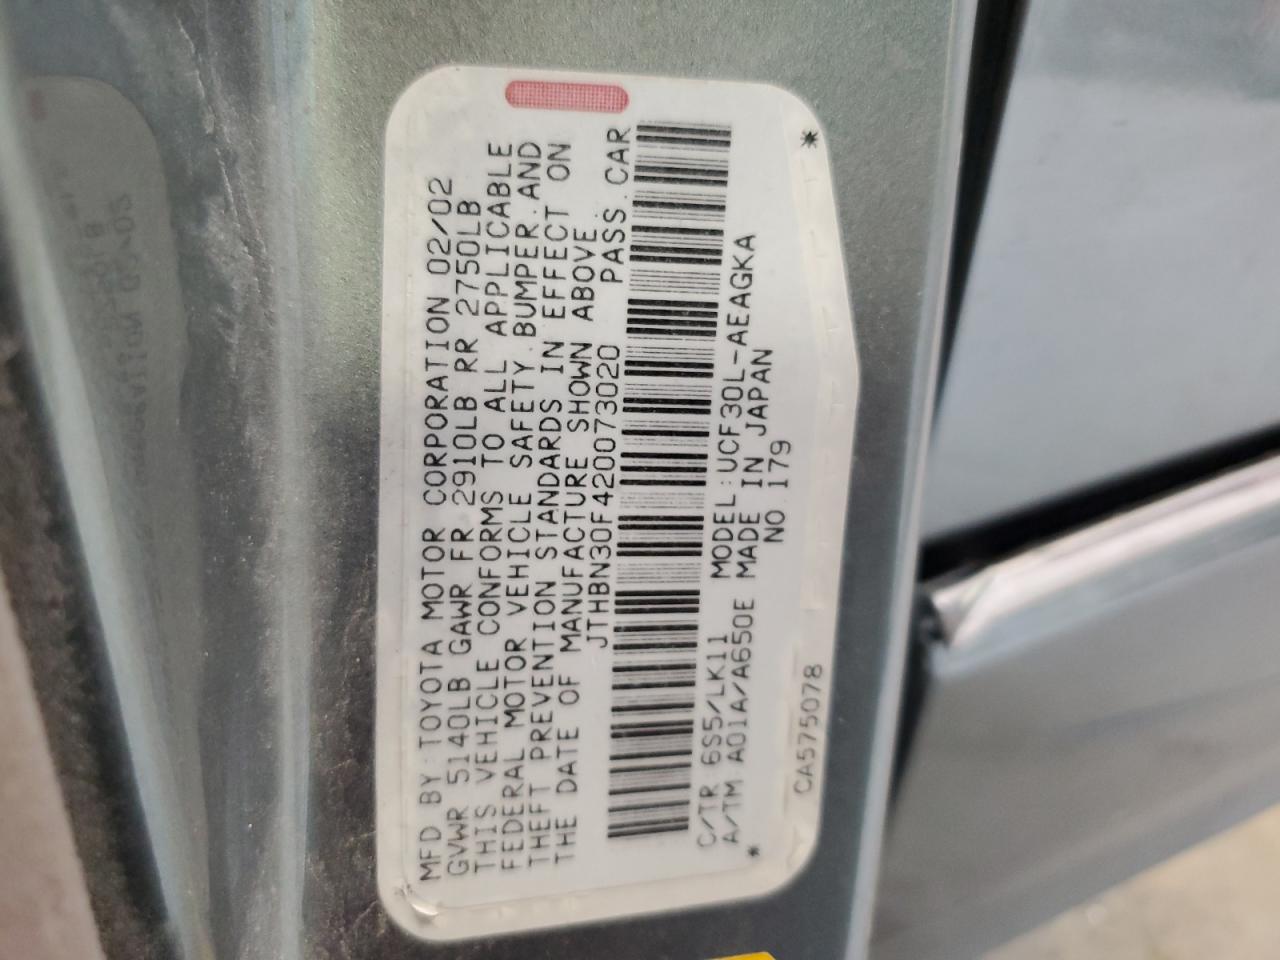 MFD BY:TOYOTA MOTOR CORPORATION 02/02
GVWR 5140LB GAWR FR 2910LB RR 2750LB
THIS VEHICLE CONFORMS TO ALL APPLICABLE
FEDERAL MOTOR VEHICLE SAFETY.BUMPER.AND
THEFT PREVENTION STANDARDS IN EFFECT ON
THE DATE OF MANUFACTURE SHOWN ABOVE.
JTHBN30F420073020 PASS.CAR
C/TR 6S5/LK11 MODEL:UCF30L-AEAGKA
A/TM A01A/A650E MADE IN JAPAN
* NO.179 *
CA575078